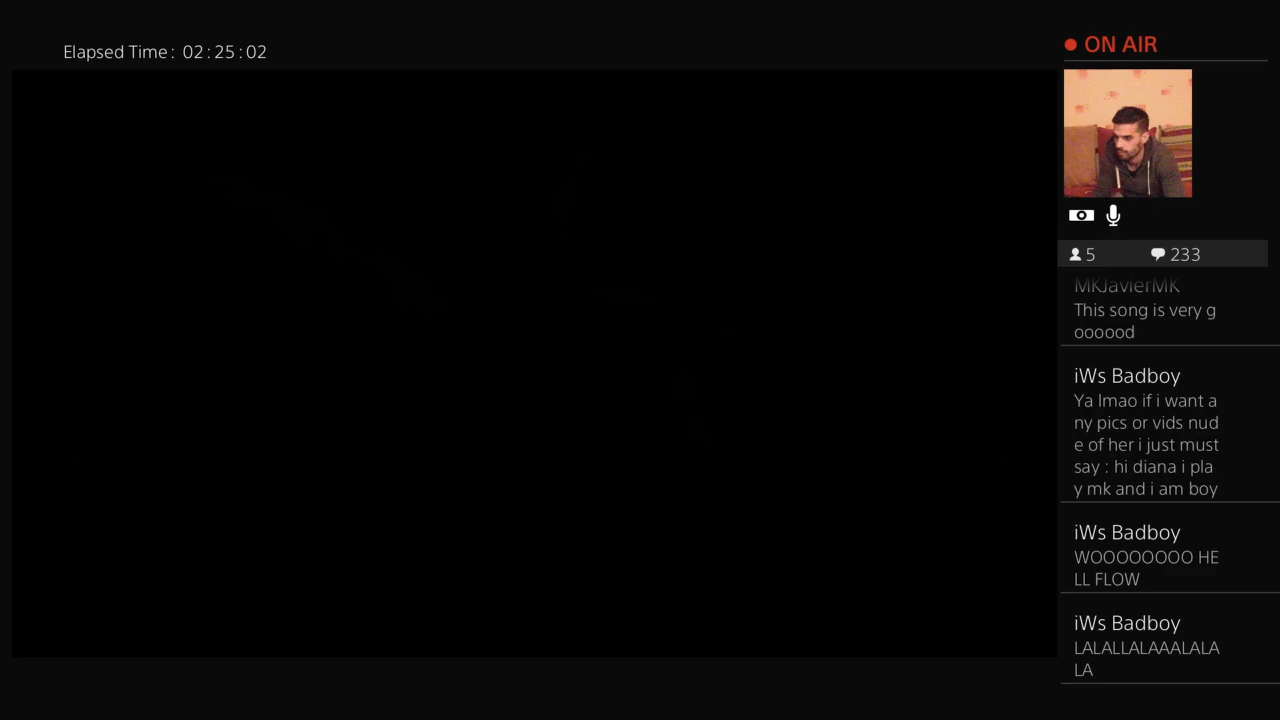 Elapsed Time: 02:25:02
ON AIR
5 233
MKJavierMK
This song is very g
oooood
iWs Badboy
Ya lmao if i want a
ny pics or vids nud
e of her i just must
say : hi diana i pla
y mk and i am boy
iWs Badboy
WOOOOOOOO HE
LL FLOW
iWs Badboy
LALALLALAAALALA
LA